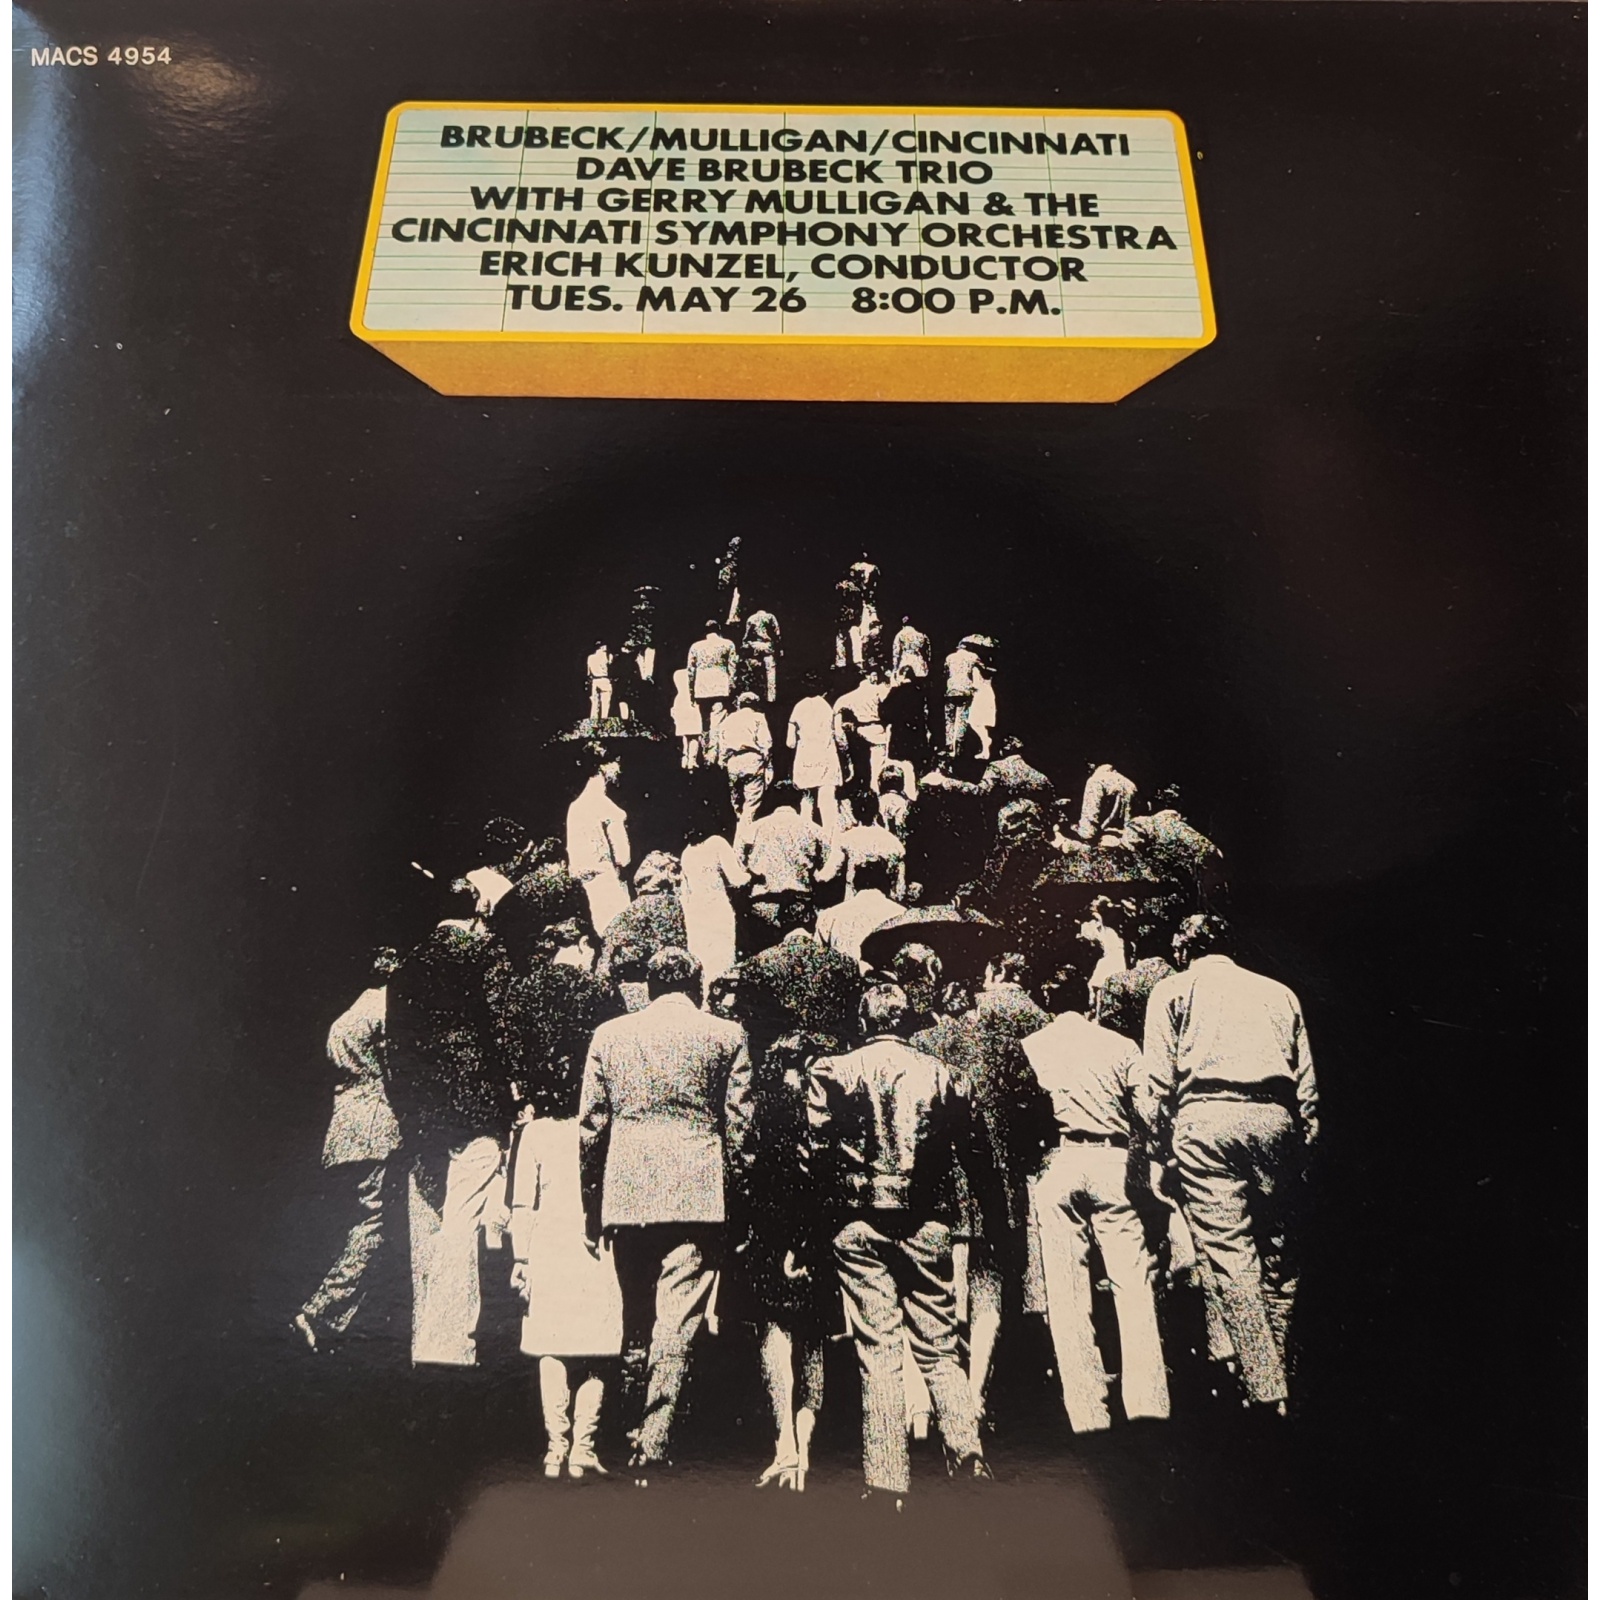 MACS 4954
BRUBECK/MULLIGAN/CINCINNATI
DAVE BRUBECK TRIO
WITH GERRY MULLIGAN & THE
CINCINNATI SYMPHONY ORCHESTRA
ERICH KUNZEL, CONDUCTOR
TUES. MAY 26 8:00 P.M.